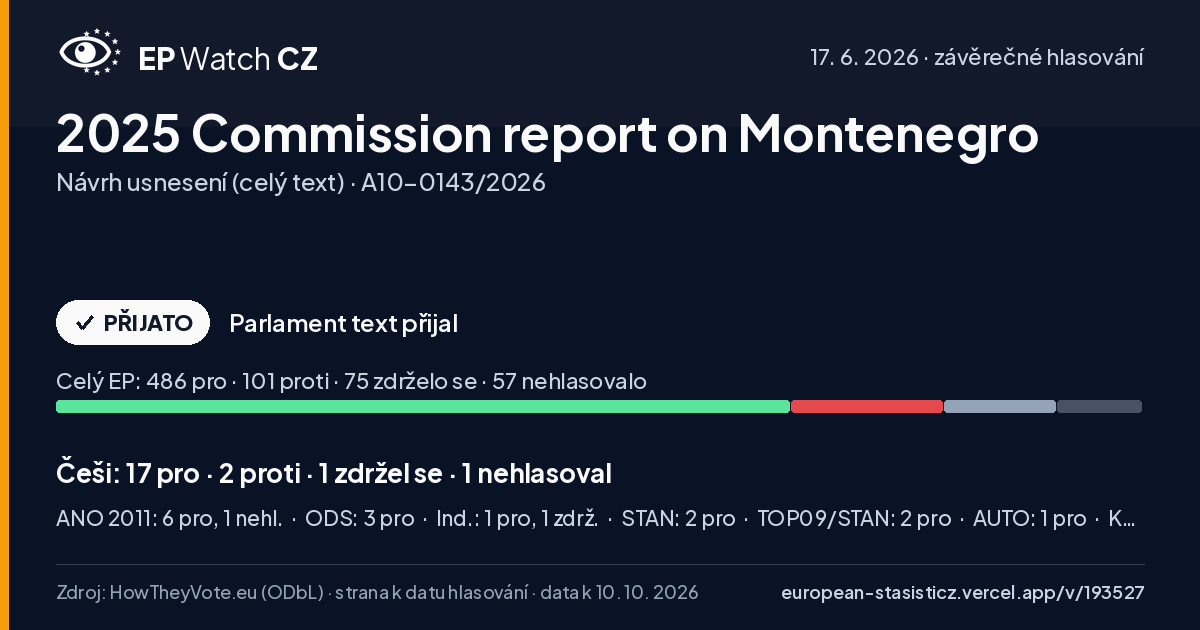 EP Watch CZ
17. 6. 2026 · závěrečné hlasování
2025 Commission report on Montenegro
Návrh usnesení (celý text) · A10–0143/2026
✓ PŘIJATO Parlament text přijal
Celý EP: 486 pro · 101 proti · 75 zdrželo se · 57 nehlasovalo
Češi: 17 pro · 2 proti · 1 zdržel se · 1 nehlasoval
ANO 2011: 6 pro, 1 nehl. · ODS: 3 pro · Ind.: 1 pro, 1 zdrž. · STAN: 2 pro · TOP09/STAN: 2 pro · AUTO: 1 pro · K…
Zdroj: HowTheyVote.eu (ODbL) · strana k datu hlasování · data k 10. 10. 2026
european-stasisticz.vercel.app/v/193527